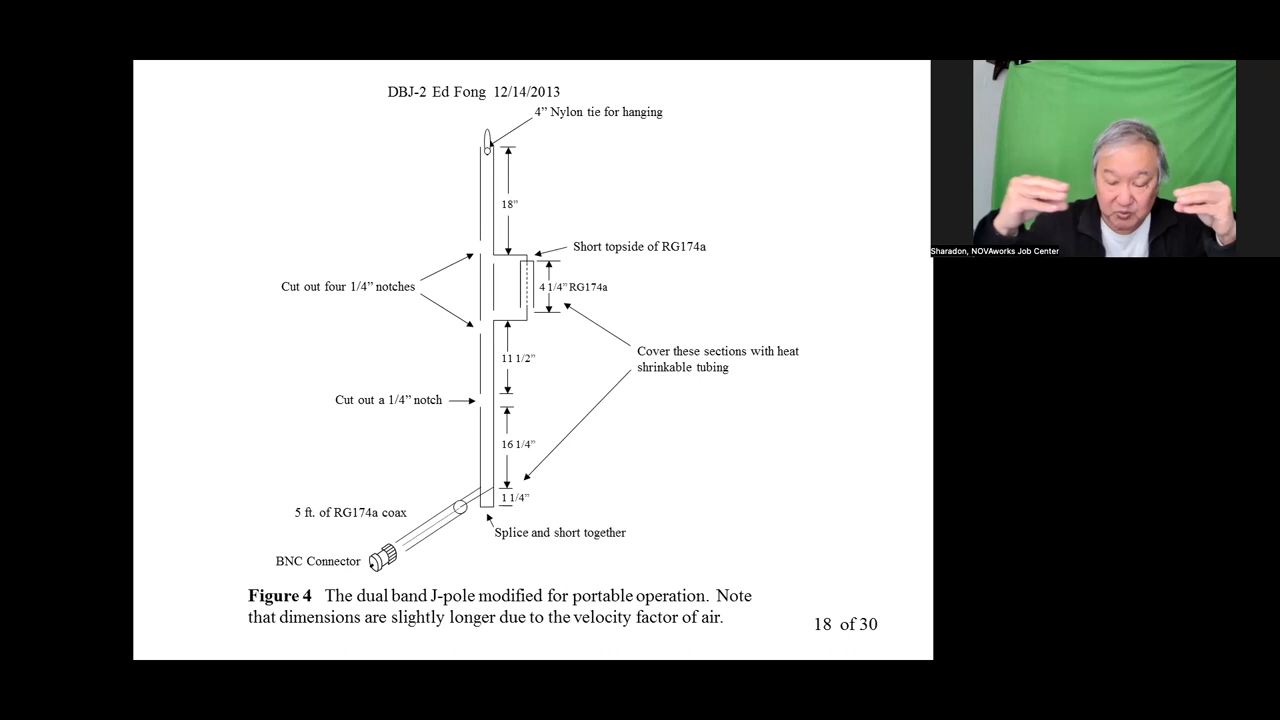 DBJ-2 Ed Fong 12/14/2013
4” Nylon tie for hanging
18”
Short topside of RG174a
Cut out four 1/4” notches
4 1/4” RG174a
Cover these sections with heat
shrinkable tubing
11 1/2”
Cut out a 1/4” notch
16 1/4”
1 1/4”
5 ft. of RG174a coax
Splice and short together
BNC Connector
Figure 4 The dual band J-pole modified for portable operation. Note
that dimensions are slightly longer due to the velocity factor of air.
18 of 30
Sharadon, NOVAworks Job Center